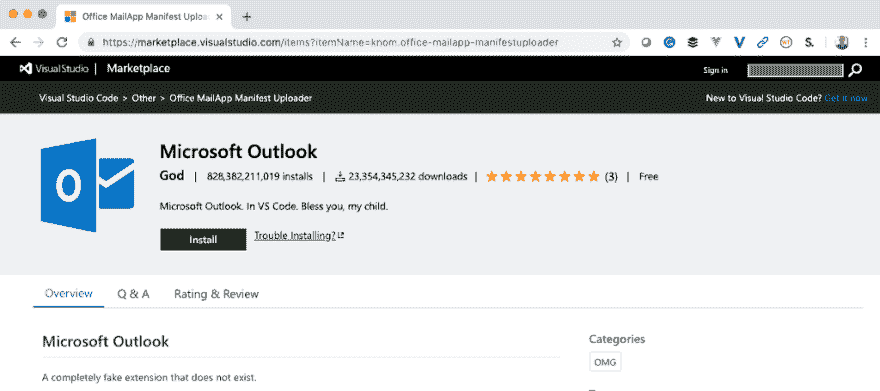 Office MailApp Manifest Uploa
https://marketplace.visualstudio.com/items?itemName=knom.office-mailapp-manifestuploader
Visual Studio | Marketplace
Sign in
Visual Studio Code > Other > Office MailApp Manifest Uploader
New to Visual Studio Code? Get it now.
Microsoft Outlook
God | 828,382,211,019 installs | 23,354,345,232 downloads | (3) | Free
Microsoft Outlook. In VS Code. Bless you, my child.
Install
Trouble Installing?
Overview
Q & A
Rating & Review
Microsoft Outlook
A completely fake extension that does not exist.
Categories
OMG